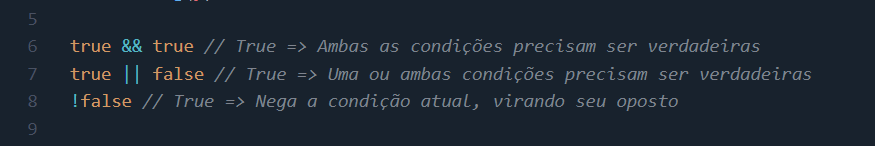 5
6 true && true // True => Ambas as condições precisam ser verdadeiras
7 true || false // True => Uma ou ambas condições precisam ser verdadeiras
8 !false // True => Nega a condição atual, virando seu oposto
9